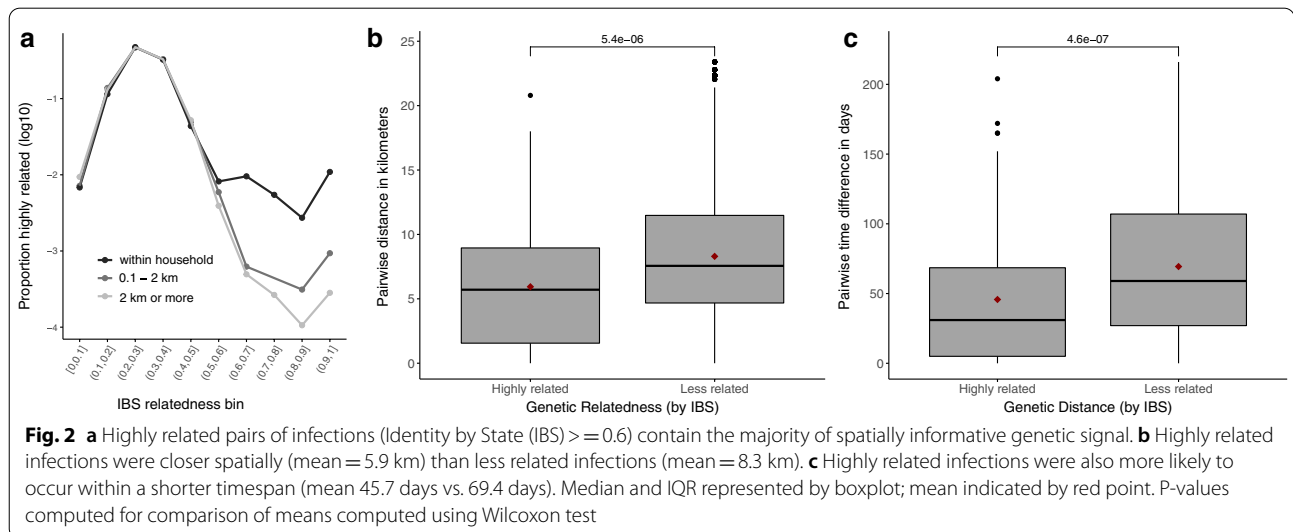 a
Proportion highly related (log10)
−1
−2
−3
−4
within household
0.1 − 2 km
2 km or more
[0,0.1]
(0.1,0.2]
(0.2,0.3]
(0.3,0.4]
(0.4,0.5]
(0.5,0.6]
(0.6,0.7]
(0.7,0.8]
(0.8,0.9]
(0.9,1]
IBS relatedness bin
b
Pairwise distance in kilometers
25
20
15
10
5
0
5.4e−06
Highly related
Less related
Genetic Relatedness (by IBS)
c
Pairwise time difference in days
200
150
100
50
0
4.6e−07
Highly related
Less related
Genetic Distance (by IBS)
Fig. 2 a Highly related pairs of infections (Identity by State (IBS) > = 0.6) contain the majority of spatially informative genetic signal. b Highly related
infections were closer spatially (mean = 5.9 km) than less related infections (mean = 8.3 km). c Highly related infections were also more likely to
occur within a shorter timespan (mean 45.7 days vs. 69.4 days). Median and IQR represented by boxplot; mean indicated by red point. P-values
computed for comparison of means computed using Wilcoxon test